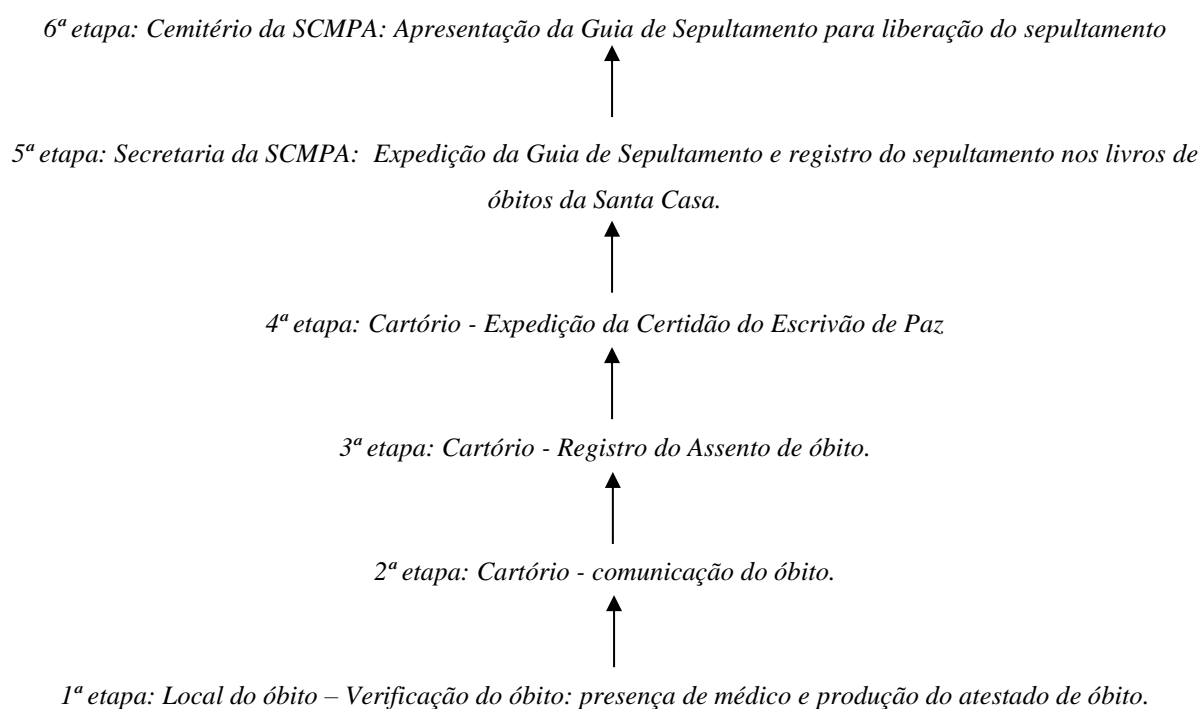 6ª etapa: Cemitério da SCMPA: Apresentação da Guia de Sepultamento para liberação do sepultamento
5ª etapa: Secretaria da SCMPA: Expedição da Guia de Sepultamento e registro do sepultamento nos livros de
óbitos da Santa Casa.
4ª etapa: Cartório - Expedição da Certidão do Escrivão de Paz
3ª etapa: Cartório - Registro do Assento de óbito.
2ª etapa: Cartório - comunicação do óbito.
1ª etapa: Local do óbito – Verificação do óbito: presença de médico e produção do atestado de óbito.